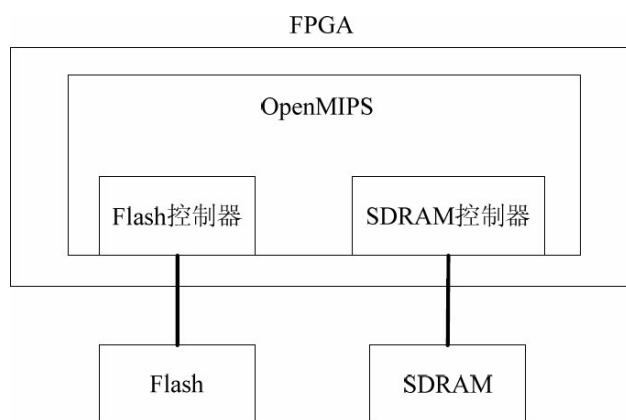 FPGA
OpenMIPS
Flash控制器
SDRAM控制器
Flash
SDRAM